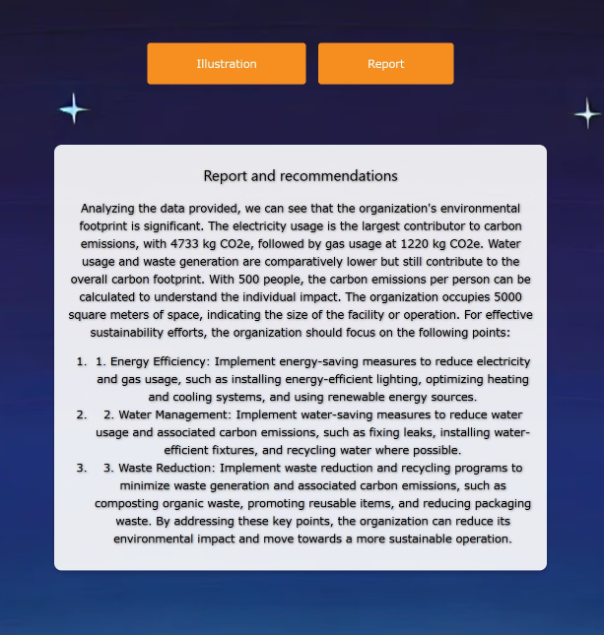 Illustration
Report
Report and recommendations
Analyzing the data provided, we can see that the organization's environmental
footprint is significant. The electricity usage is the largest contributor to carbon
emissions, with 4733 kg CO2e, followed by gas usage at 1220 kg CO2e. Water
usage and waste generation are comparatively lower but still contribute to the
overall carbon footprint. With 500 people, the carbon emissions per person can be
calculated to understand the individual impact. The organization occupies 5000
square meters of space, indicating the size of the facility or operation. For effective
sustainability efforts, the organization should focus on the following points:
1. 1. Energy Efficiency: Implement energy-saving measures to reduce electricity
and gas usage, such as installing energy-efficient lighting, optimizing heating
and cooling systems, and using renewable energy sources.
2. 2. Water Management: Implement water-saving measures to reduce water
usage and associated carbon emissions, such as fixing leaks, installing water-
efficient fixtures, and recycling water where possible.
3. 3. Waste Reduction: Implement waste reduction and recycling programs to
minimize waste generation and associated carbon emissions, such as
composting organic waste, promoting reusable items, and reducing packaging
waste. By addressing these key points, the organization can reduce its
environmental impact and move towards a more sustainable operation.